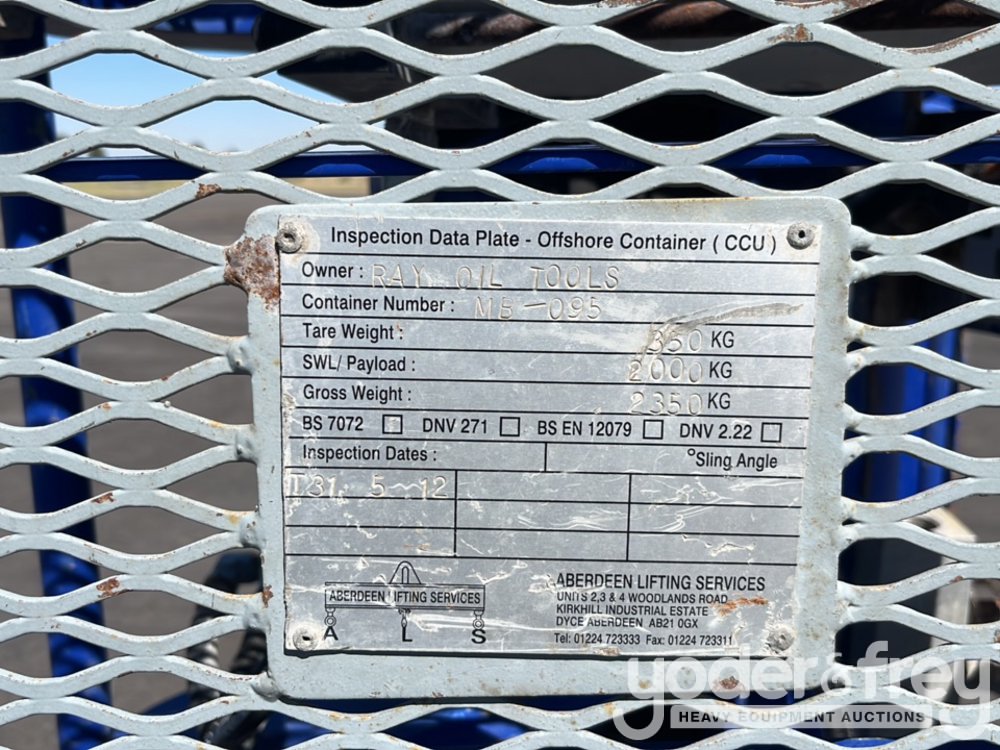 Inspection Data Plate - Offshore Container ( CCU )
Owner : RAY OIL TOOLS
Container Number : MB-095
Tare Weight : 350 KG
SWL/ Payload : 2000 KG
Gross Weight : 2350 KG
BS 7072 DNV 271 BS EN 12079 DNV 2.22
Inspection Dates : °Sling Angle
T31. 5-12
ABERDEEN LIFTING SERVICES
A L S
ABERDEEN LIFTING SERVICES
UNITS 2,3 & 4 WOODLANDS ROAD
KIRKHILL INDUSTRIAL ESTATE
DYCE ABERDEEN AB21 0GX
Tel: 01224 723333 Fax: 01224 723311
yoder&frey
HEAVY EQUIPMENT AUCTIONS